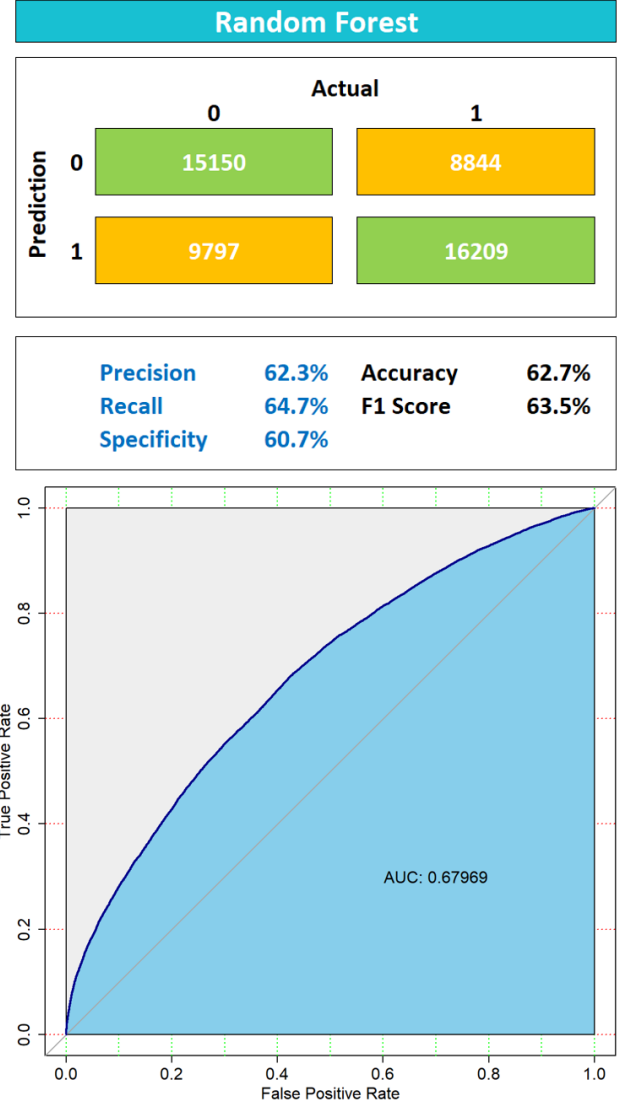 Random Forest
Actual
0 1
Prediction
0 15150 8844
1 9797 16209
Precision 62.3% Accuracy 62.7%
Recall 64.7% F1 Score 63.5%
Specificity 60.7%
1.0
0.8
0.6
0.4
0.2
0.0
True Positive Rate
AUC: 0.67969
0.0 0.2 0.4 0.6 0.8 1.0
False Positive Rate